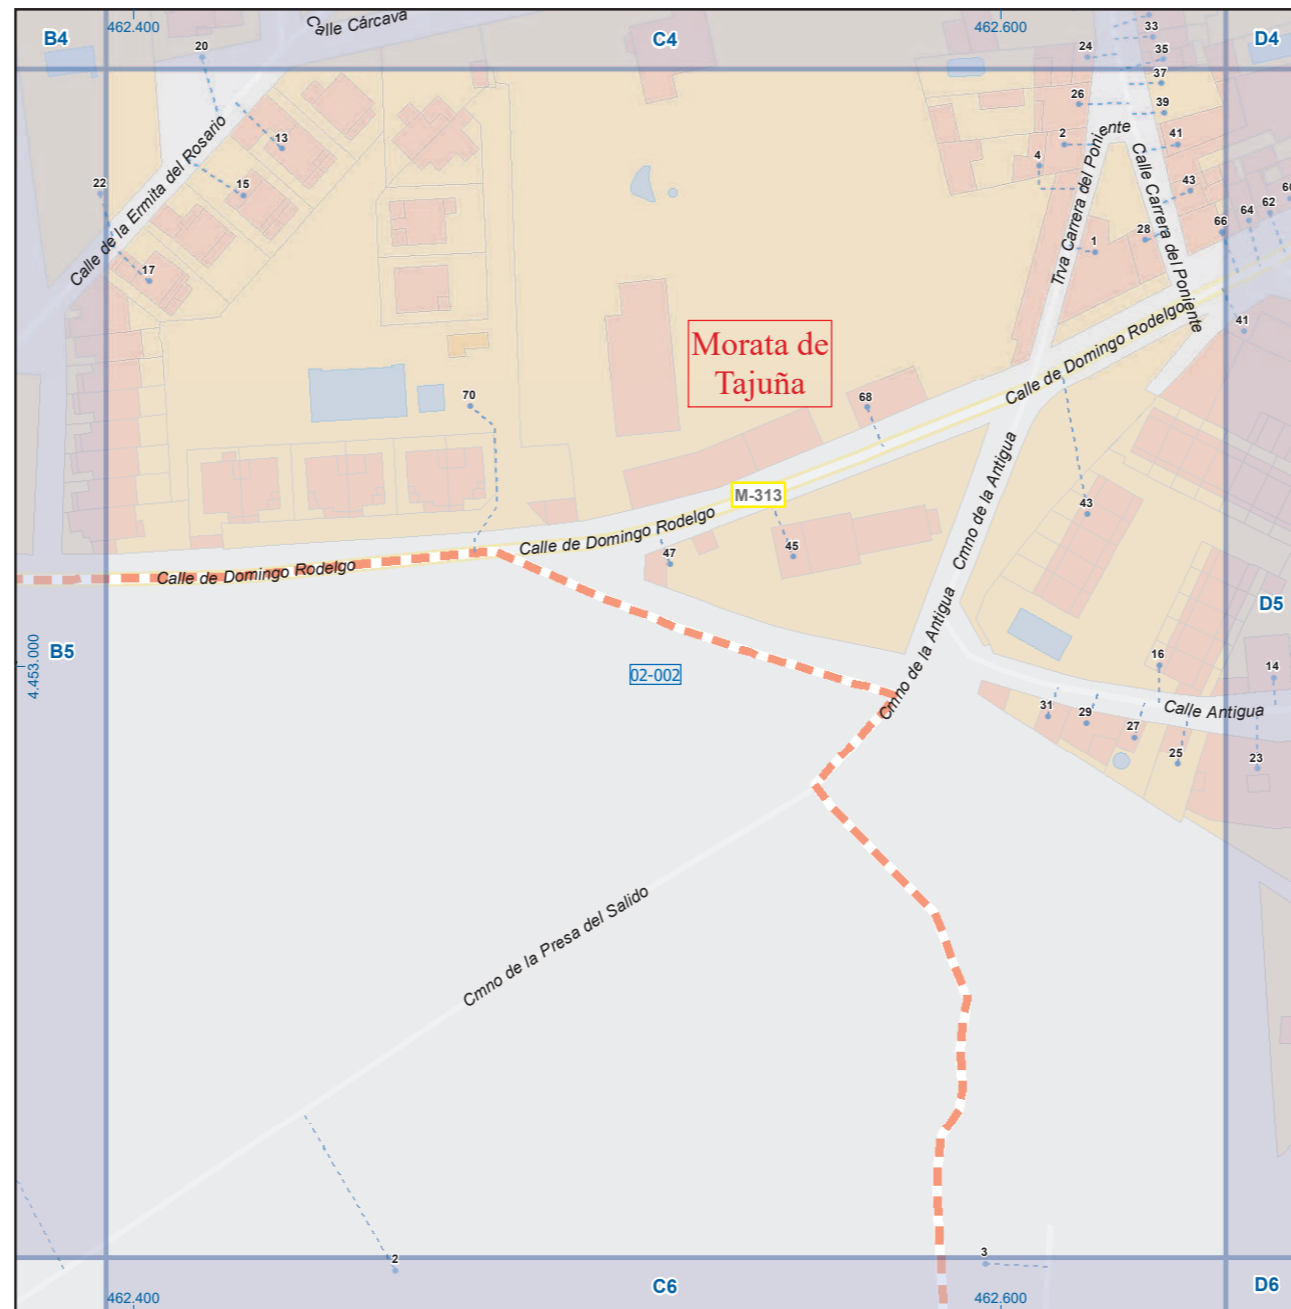 462.400
Calle Cárcava
462.600
B4
C4
D4
20
33
24
35
37
26
39
13
2
41
4
Calle de la Ermita del Rosario
Trva Carrera del Poniente
Calle Carrera del Poniente
22
15
43
60
62
64
66
28
1
17
41
Morata de
Tajuña
Calle de Domingo Rodelgo
70
68
M-313
Cmno de la Antigua
43
Calle de Domingo Rodelgo
47
45
Calle de Domingo Rodelgo
Cmno de la Antigua
D5
B5
4.453.000
02-002
16
14
31
29
27
25
23
Calle Antigua
Cmno de la Presa del Salido
2
3
462.400
C6
462.600
D6